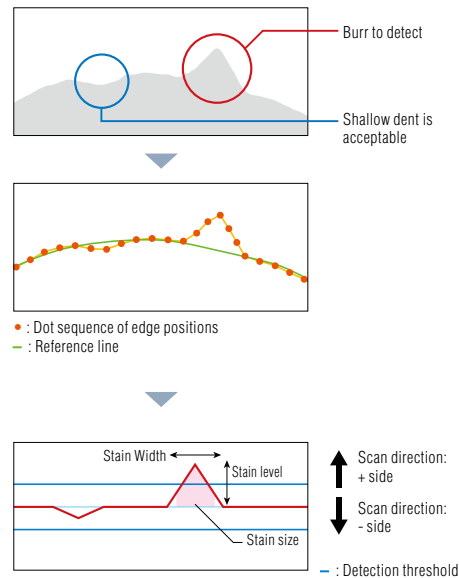 Burr to detect
Shallow dent is
acceptable
● : Dot sequence of edge positions
– : Reference line
Stain Width
Stain level
Stain size
Scan direction:
+ side
Scan direction:
- side
– : Detection threshold